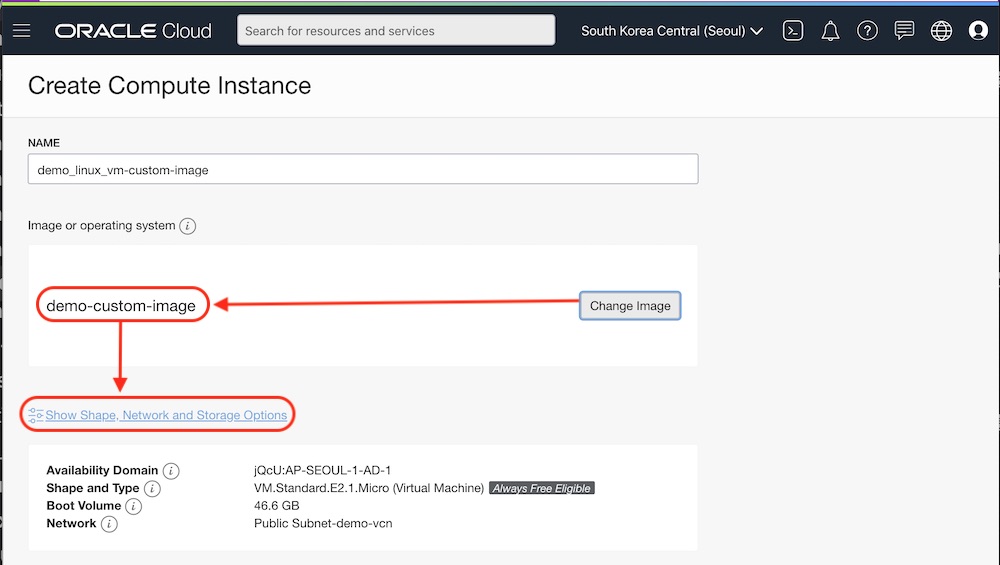 ORACLE Cloud
Search for resources and services
South Korea Central (Seoul)
Create Compute Instance
NAME
demo_linux_vm-custom-image
Image or operating system i
demo-custom-image
Change Image
Show Shape, Network and Storage Options
Availability Domain i jQcU:AP-SEOUL-1-AD-1
Shape and Type i VM.Standard.E2.1.Micro (Virtual Machine) Always Free Eligible
Boot Volume i 46.6 GB
Network i Public Subnet-demo-vcn